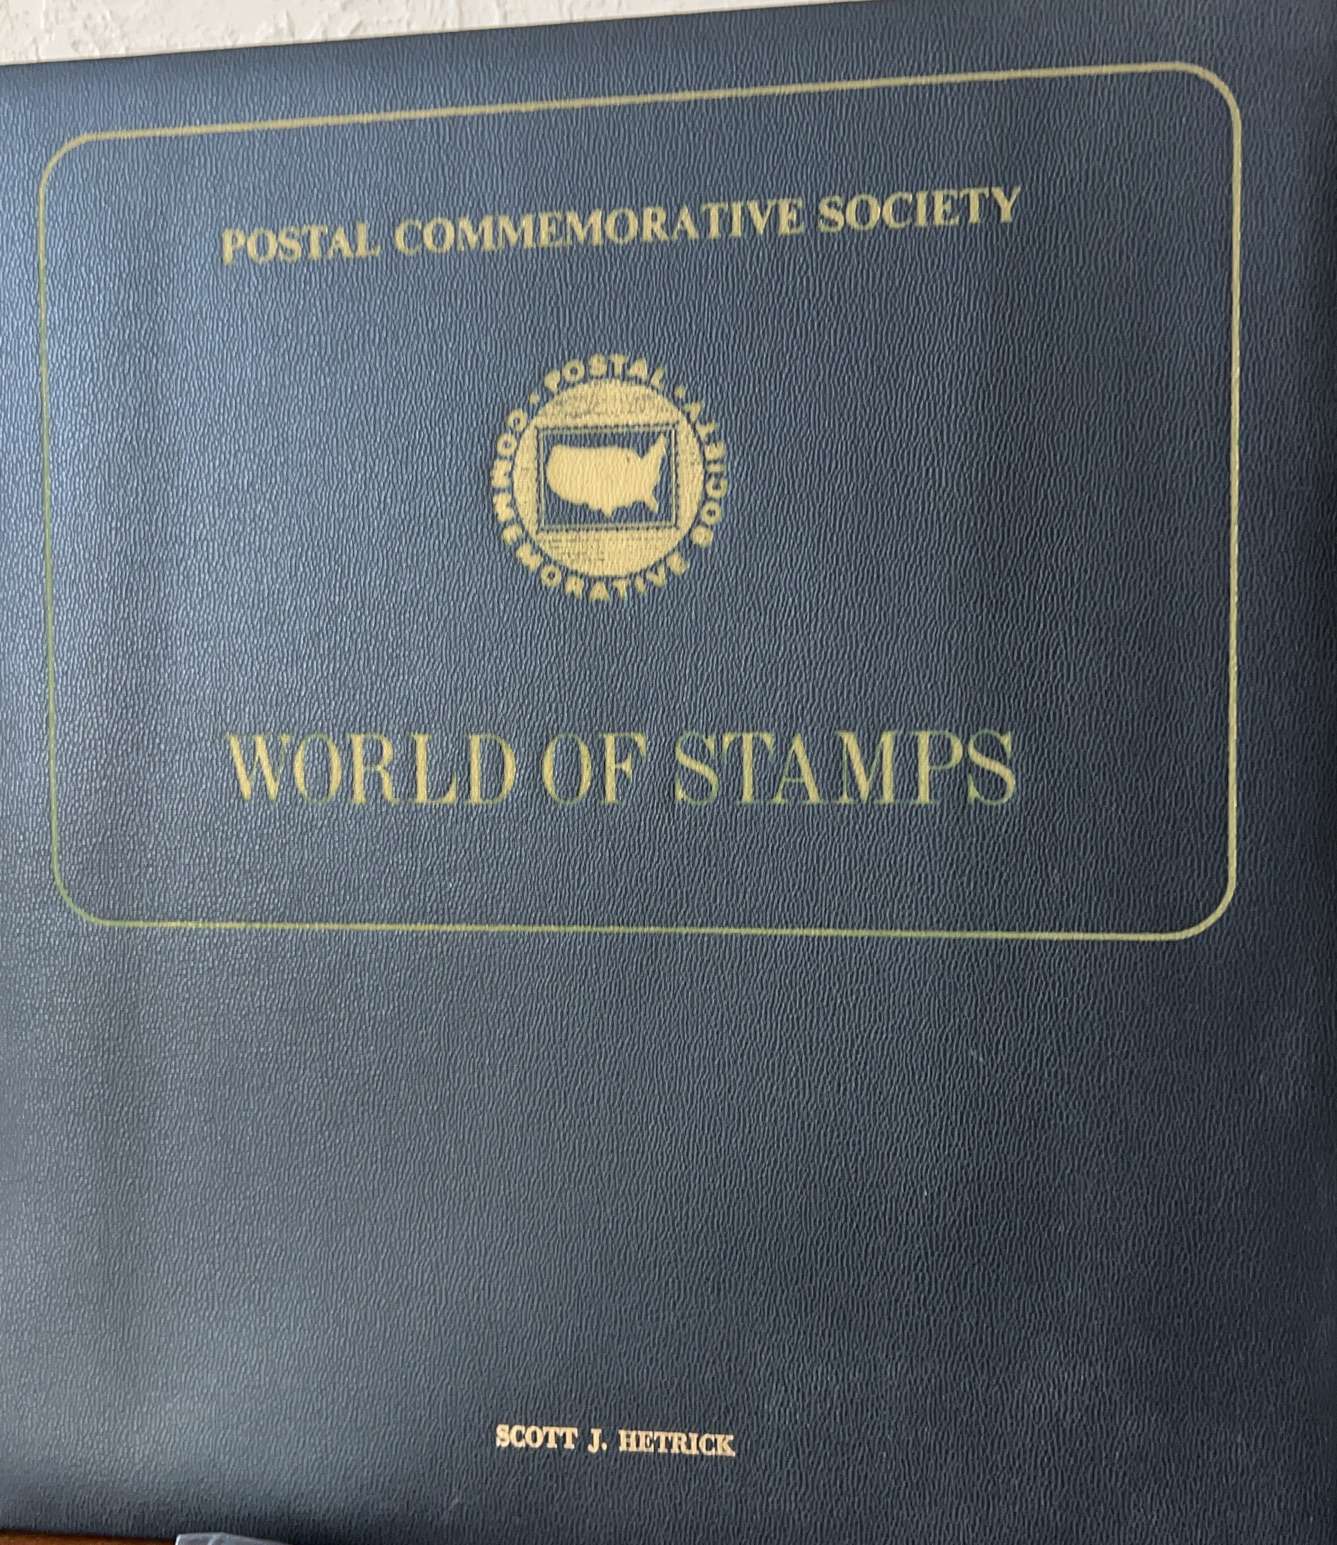 POSTAL COMMEMORATIVE SOCIETY
• POSTAL • COMMEMORATIVE SOCIETY
WORLD OF STAMPS
SCOTT J. HETRICK